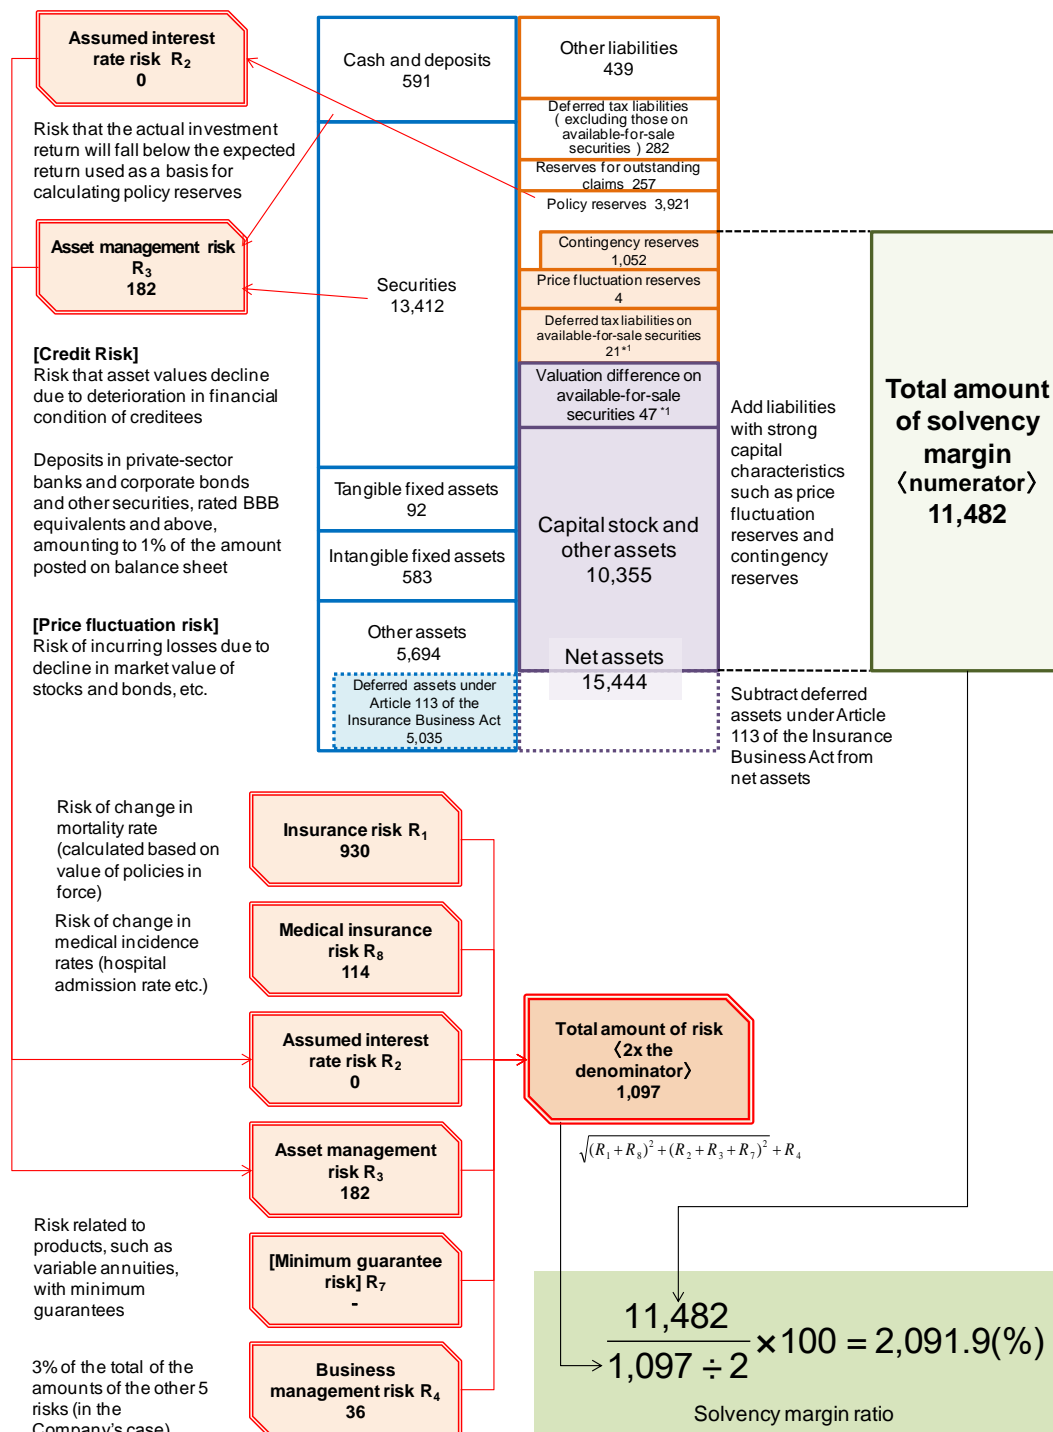 Assumed interest
rate risk R2
0
Risk that the actual investment
return will fall below the expected
return used as a basis for
calculating policy reserves
Asset management risk
R3
182
[Credit Risk]
Risk that asset values decline
due to deterioration in financial
condition of creditees
Deposits in private-sector
banks and corporate bonds
and other securities, rated BBB
equivalents and above,
amounting to 1% of the amount
posted on balance sheet
[Price fluctuation risk]
Risk of incurring losses due to
decline in market value of
stocks and bonds, etc.
Cash and deposits
591
Securities
13,412
Tangible fixed assets
92
Intangible fixed assets
583
Other assets
5,694
Deferred assets under
Article 113 of the
Insurance Business Act
5,035
Other liabilities
439
Deferred tax liabilities
( excluding those on
available-for-sale
securities ) 282
Reserves for outstanding
claims 257
Policy reserves 3,921
Contingency reserves
1,052
Price fluctuation reserves
4
Deferred tax liabilities on
available-for-sale securities
21*1
Valuation difference on
available-for-sale
securities 47 *1
Capital stock and
other assets
10,355
Net assets
15,444
Add liabilities
with strong
capital
characteristics
such as price
fluctuation
reserves and
contingency
reserves
Subtract deferred
assets under Article
113 of the Insurance
Business Act from
net assets
Total amount
of solvency
margin
〈numerator〉
11,482
Risk of change in
mortality rate
(calculated based on
value of policies in
force)
Risk of change in
medical incidence
rates (hospital
admission rate etc.)
Insurance risk R1
930
Medical insurance
risk R8
114
Assumed interest
rate risk R2
0
Asset management
risk R3
182
Risk related to
products, such as
variable annuities,
with minimum
guarantees
[Minimum guarantee
risk] R7
-
3% of the total of the
amounts of the other 5
risks (in the
Company's case)
Business
management risk R4
36
Total amount of risk
〈2x the
denominator〉
1,097
√(R1+R8)²+(R2+R3+R7)² + R4
11,482
1,097 ÷ 2
×100 = 2,091.9(%)
Solvency margin ratio